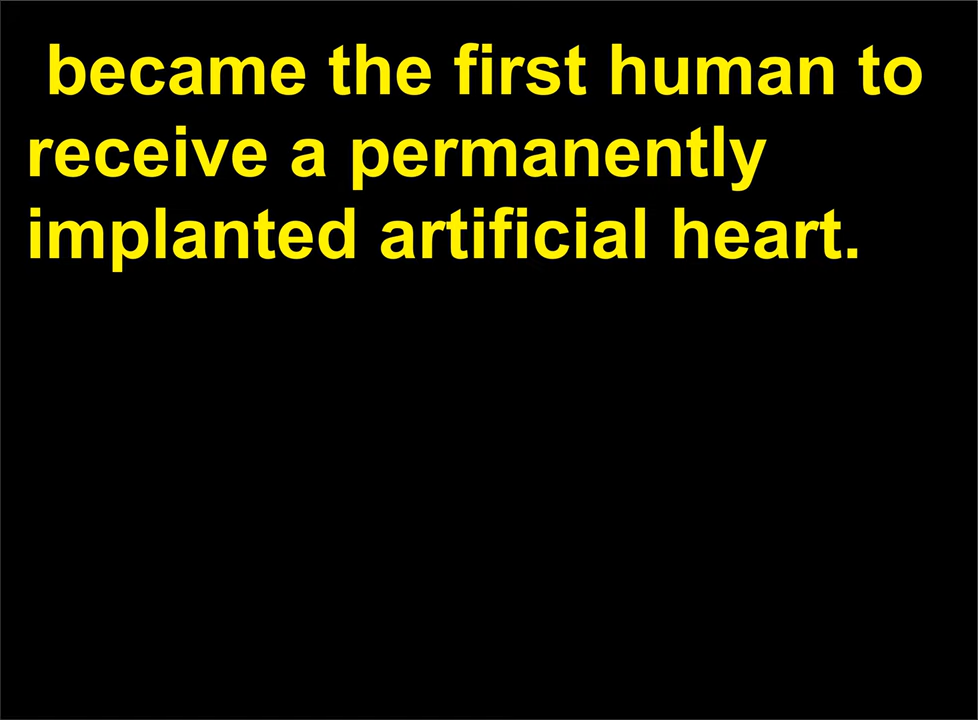 became the first human to
receive a permanently
implanted artificial heart.